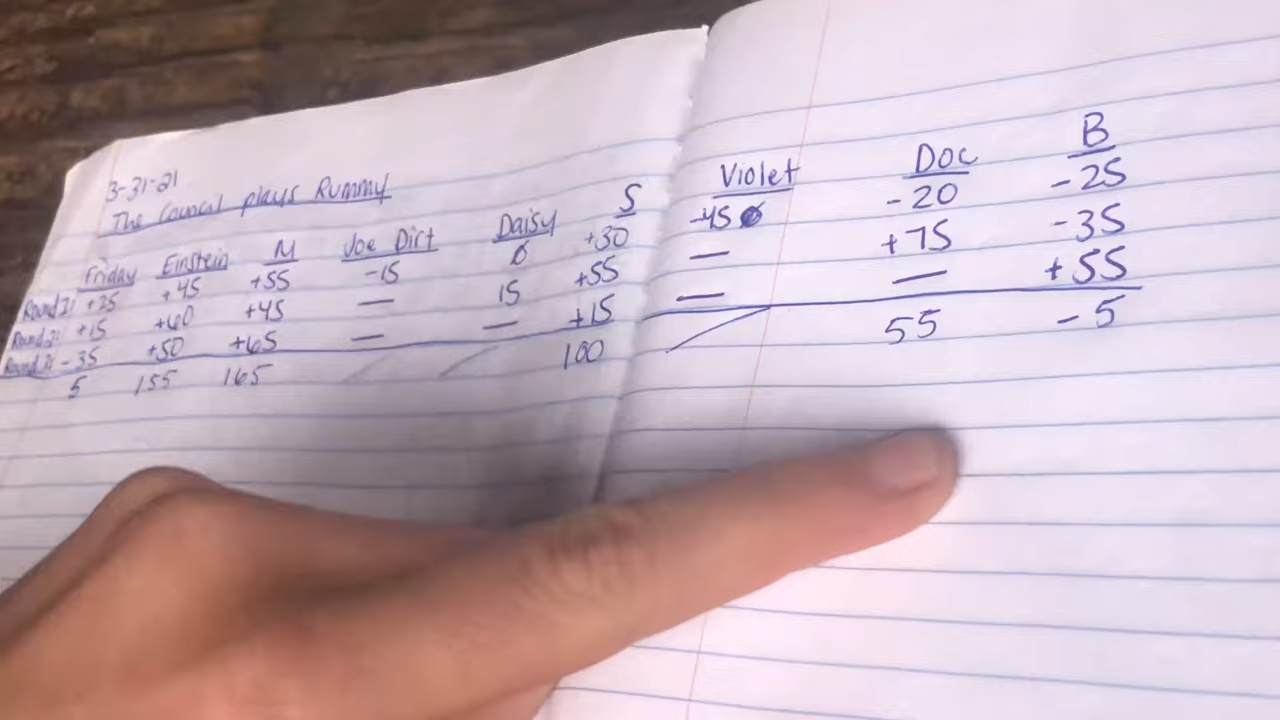 3-31-21
The Council plays Rummy
Friday Einstein M Joe Dirt Daisy S Violet Doc B
Round 1: +25 +45 +55 -15 0 +30 -45 -20 -25
Round 2: +15 +60 +45 — 15 +55 — +75 -35
Round 3: -35 +50 +65 — — +15 — — +55
5 155 165 100 55 -5